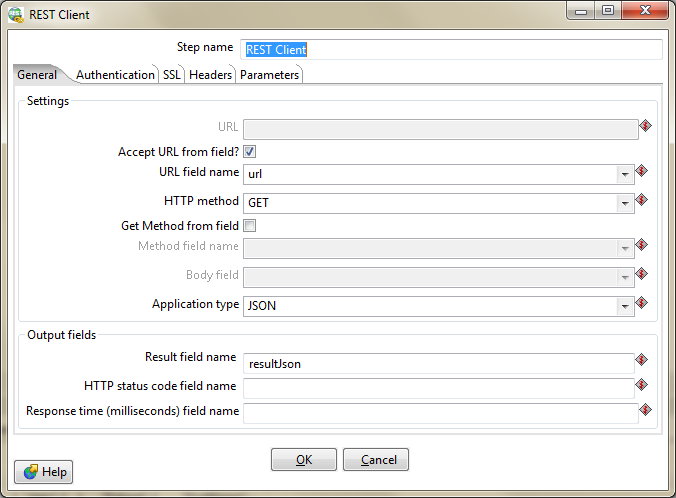 REST Client
Step name REST Client
General Authentication SSL Headers Parameters
Settings
URL
Accept URL from field?
URL field name url
HTTP method GET
Get Method from field
Method field name
Body field
Application type JSON
Output fields
Result field name resultJson
HTTP status code field name
Response time (milliseconds) field name
OK Cancel
Help